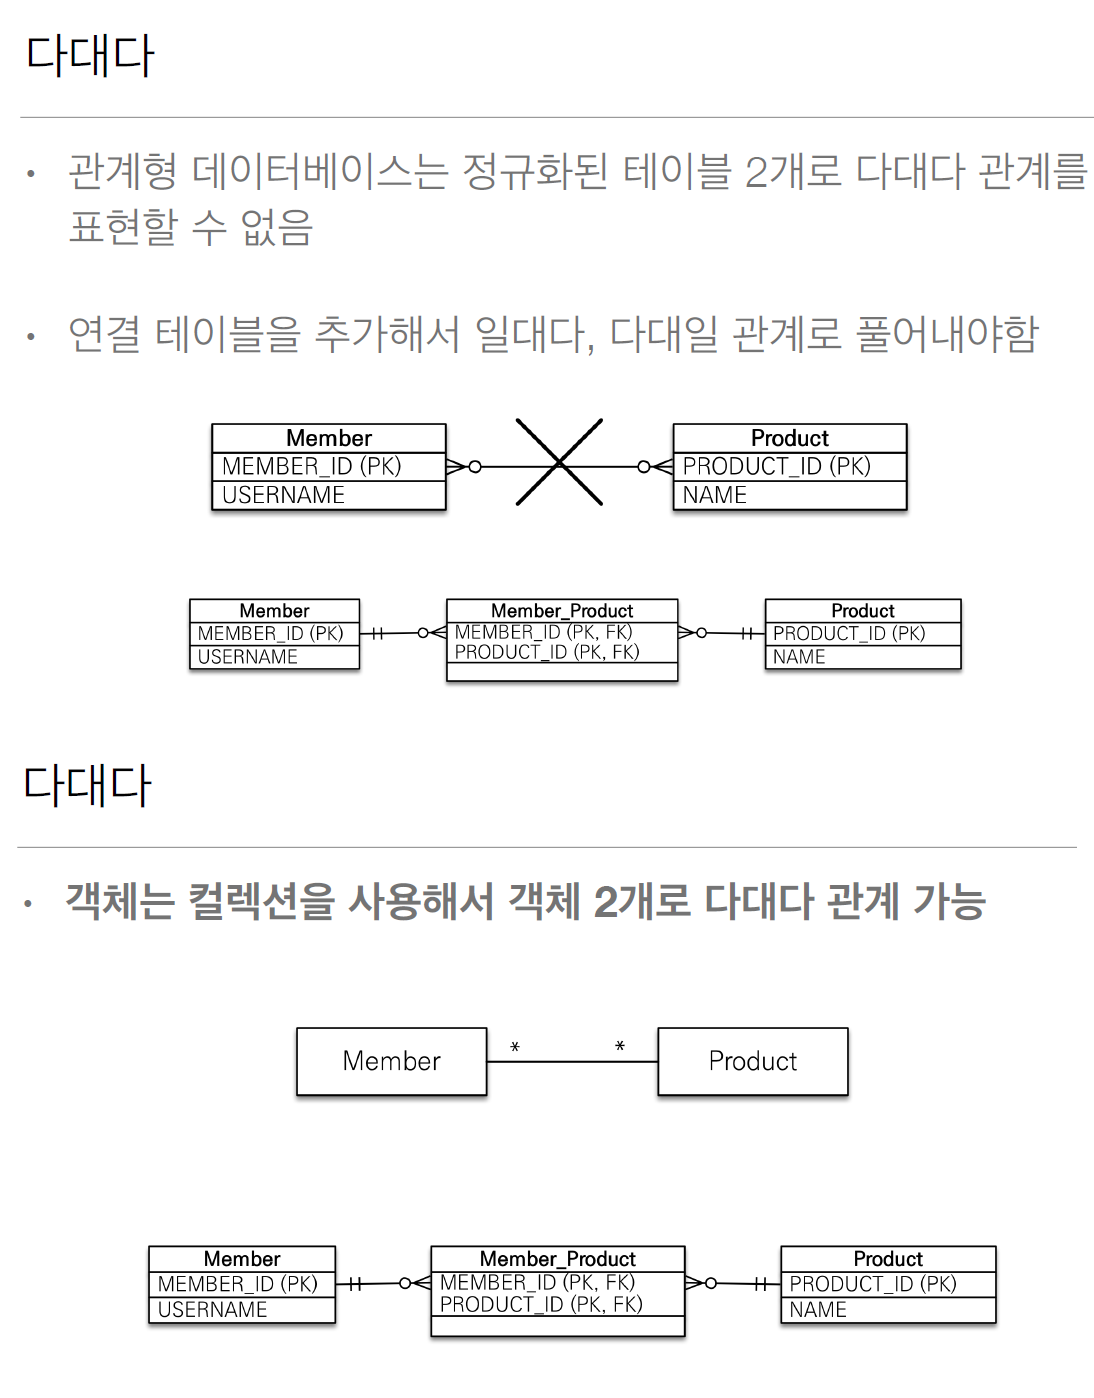 다대다
• 관계형 데이터베이스는 정규화된 테이블 2개로 다대다 관계를
표현할 수 없음
• 연결 테이블을 추가해서 일대다, 다대일 관계로 풀어내야함
Member
MEMBER_ID (PK)
USERNAME
Product
PRODUCT_ID (PK)
NAME
Member
MEMBER_ID (PK)
USERNAME
Member_Product
MEMBER_ID (PK, FK)
PRODUCT_ID (PK, FK)
Product
PRODUCT_ID (PK)
NAME
다대다
• 객체는 컬렉션을 사용해서 객체 2개로 다대다 관계 가능
Member
* *
Product
Member
MEMBER_ID (PK)
USERNAME
Member_Product
MEMBER_ID (PK, FK)
PRODUCT_ID (PK, FK)
Product
PRODUCT_ID (PK)
NAME